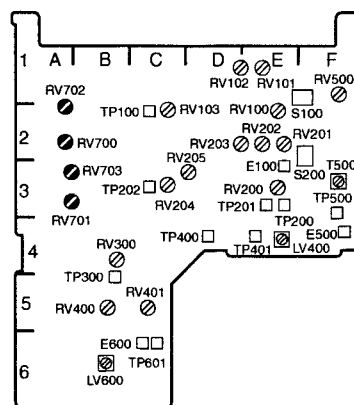 1 A B C D E F
RV702
RV102 RV101 RV500
TP100 RV103 RV100 S100
2 RV700 RV203 RV202 RV201
RV703 RV205 E100 S200 T500
3 TP202 RV204 RV200 TP201 TP500
RV701 TP200
4 RV300 TP400 TP401 LV400 E500
TP300
5 RV400 RV401
E600 TP601
6 LV600